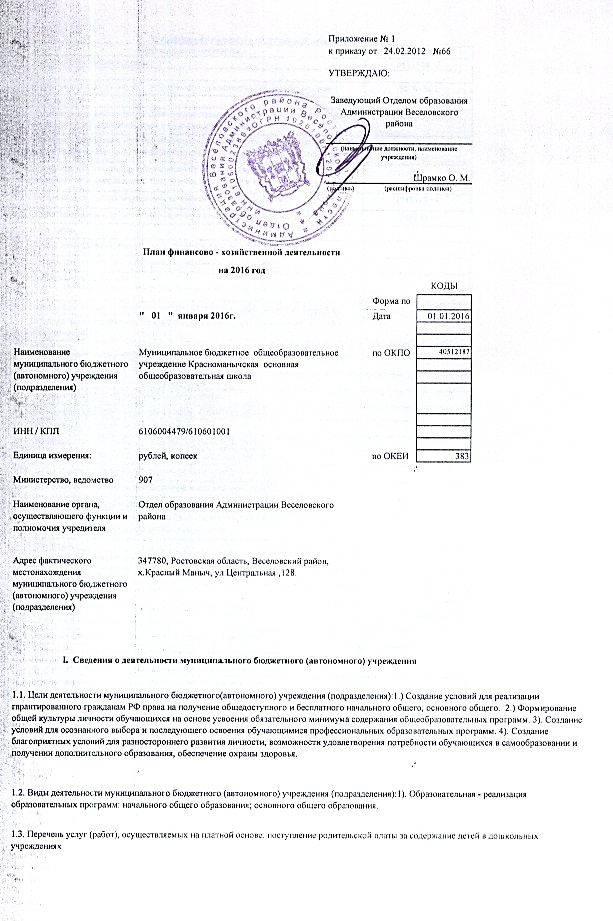 Приложение № 1
к приказу от 24.02.2012 №66
УТВЕРЖДАЮ:
Заведующий Отделом образования
Администрации Веселовского
района
(наименование должности, наименование
учреждения)
Шрамко О. М.
(подпись) (расшифровка подписи)
План финансово - хозяйственной деятельности
на 2016 год
КОДЫ
Форма по
" 01 " января 2016г. Дата 01.01.2016
Наименование
муниципального бюджетного
(автономного) учреждения
(подразделения)
Муниципальное бюджетное общеобразовательное
учреждение Красноманычская основная
общеобразовательная школа
по ОКПО 40512187
ИНН / КПП 6106004479/610601001
Единица измерения: рублей, копеек по ОКЕИ 383
Министерство, ведомство 907
Наименование органа,
осуществляющего функции и
полномочия учредителя
Отдел образования Администрации Веселовского
района
Адрес фактического
местонахождения
муниципального бюджетного
(автономного) учреждения
(подразделения)
347780, Ростовская область, Веселовский район,
х.Красный Маныч, ул Центральная ,128.
I. Сведения о деятельности муниципального бюджетного (автономного) учреждения
1.1. Цели деятельности муниципального бюджетного(автономного) учреждения (подразделения):1.) Создание условий для реализации
гарантированного гражданам РФ права на получение общедоступного и бесплатного начального общего, основного общего. 2.) Формирование
общей культуры личности обучающихся на основе усвоения обязательного минимума содержания общеобразовательных программ. 3). Создание
условий для осознанного выбора и последующего освоения обучающимися профессиональных образовательных программ. 4). Создание
благоприятных условий для разностороннего развития личности, возможности удовлетворения потребности обучающихся в самообразовании и
получении дополнительного образования, обеспечение охраны здоровья.
1.2. Виды деятельности муниципального бюджетного (автономного) учреждения (подразделения):1). Образовательная - реализация
образовательных программ: начального общего образования; основного общего образования.
1.3. Перечень услуг (работ), осуществляемых на платной основе: поступление родительской платы за содержание детей в дошкольных
учреждениях